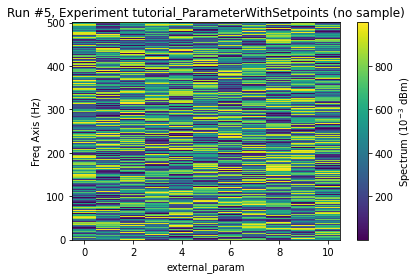 Run #5, Experiment tutorial_ParameterWithSetpoints (no sample)
500
400
300
200
100
0
Freq Axis (Hz)
0 2 4 6 8 10
external_param
800
600
400
200
Spectrum (10⁻³ dBm)